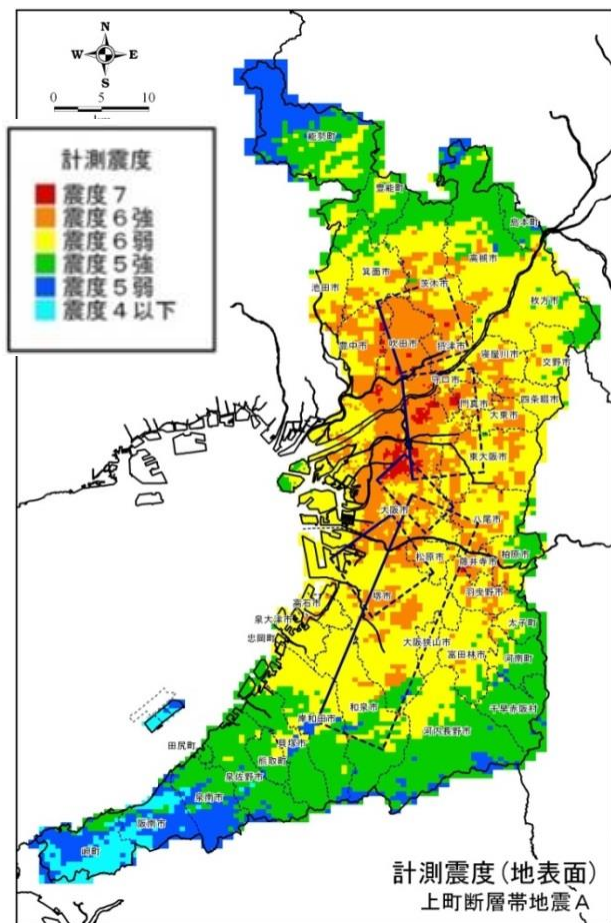 N
W E
S
0 5 10
km
計測震度
震度7
震度6強
震度6弱
震度5強
震度5弱
震度4以下
能勢町
豊能町
島本町
高槻市
箕面市
茨木市
池田市
枚方市
豊中市
吹田市
摂津市
寝屋川市
交野市
守口市
門真市
四条畷市
大東市
東大阪市
大阪市
八尾市
松原市
柏原市
藤井寺市
堺市
羽曳野市
高石市
泉大津市
太子町
忠岡町
大阪狭山市
富田林市
河南町
和泉市
千早赤阪村
岸和田市
河内長野市
貝塚市
田尻町
熊取町
泉佐野市
泉南市
阪南市
岬町
計測震度(地表面)
上町断層帯地震A